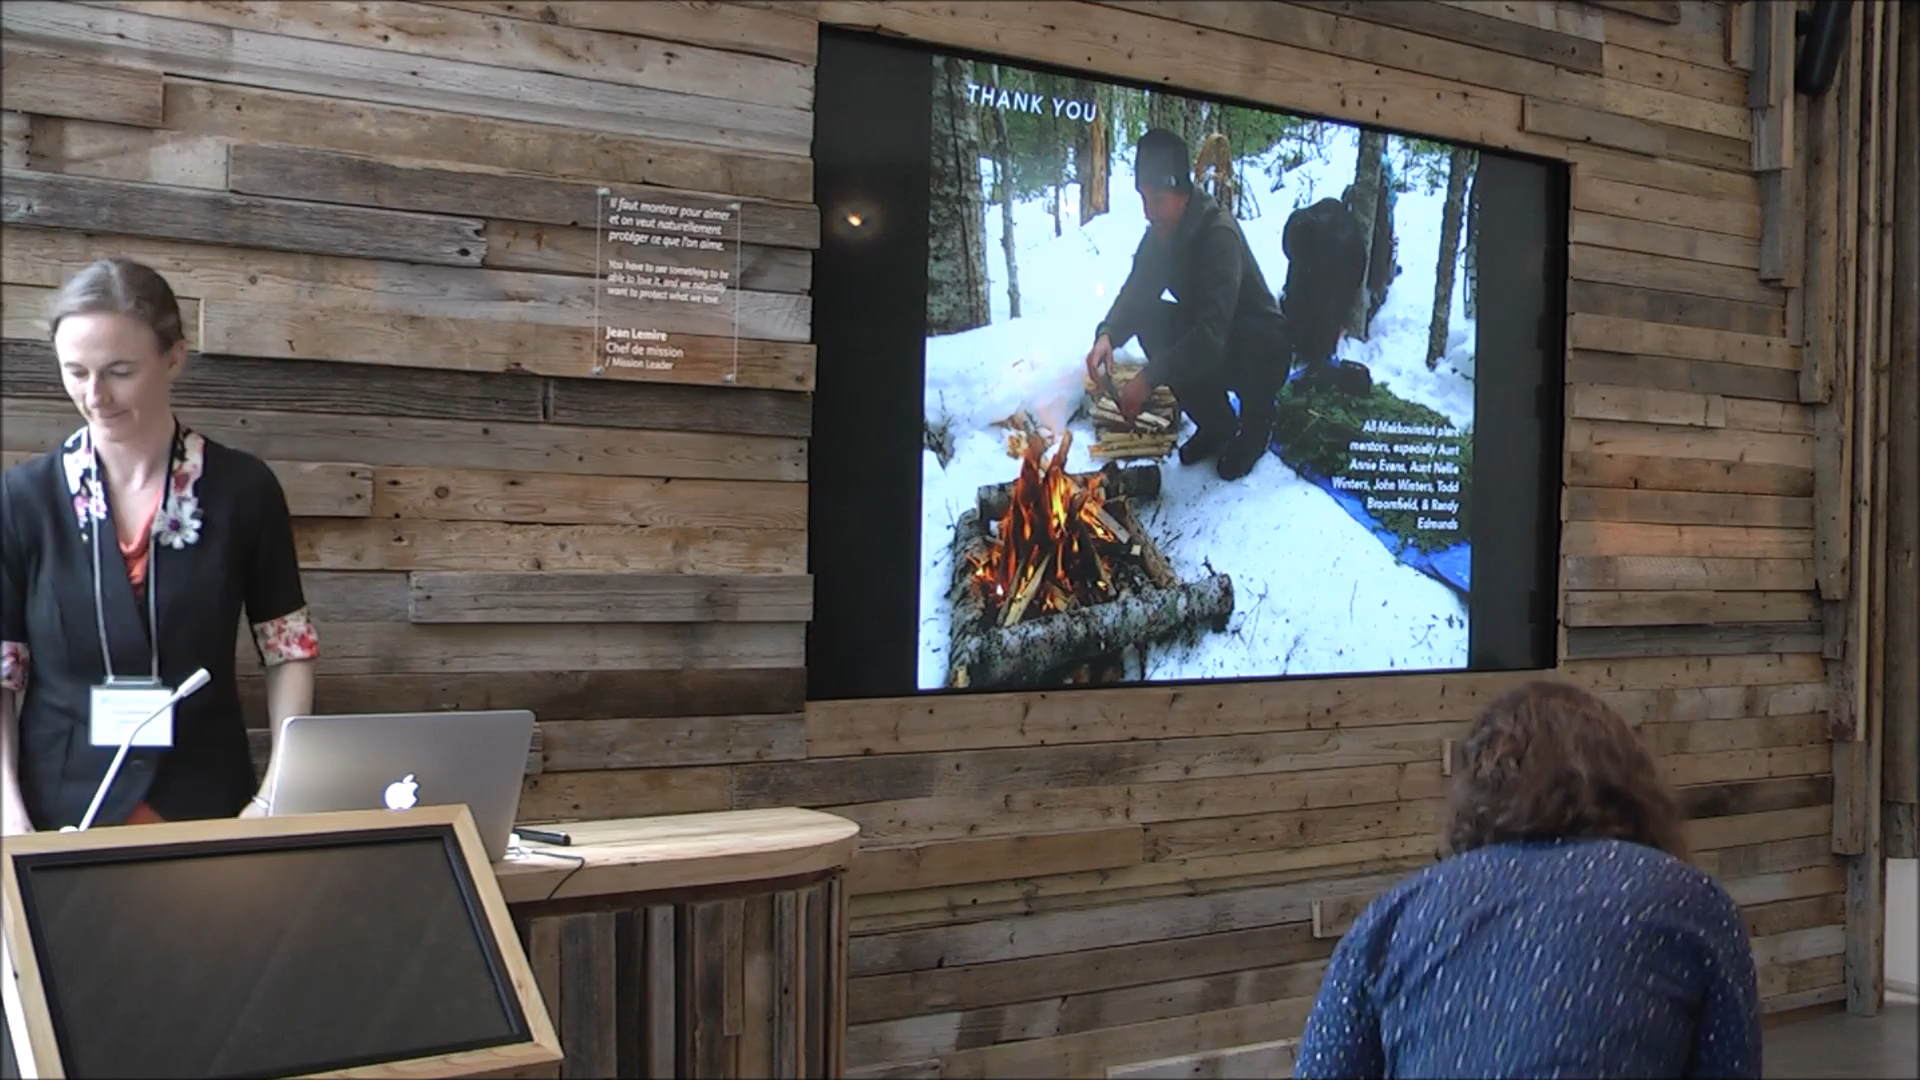 Il faut montrer pour aimer
et on veut naturellement
protéger ce que l'on aime.
You have to see something to be
able to love it, and we naturally
want to protect what we love.
Jean Lemire
Chef de mission
/ Mission Leader
THANK YOU
All Makkovimiut plant
mentors, especially Aunt
Annie Evans, Aunt Nellie
Winters, John Winters, Todd
Broomfield, & Randy
Edmunds